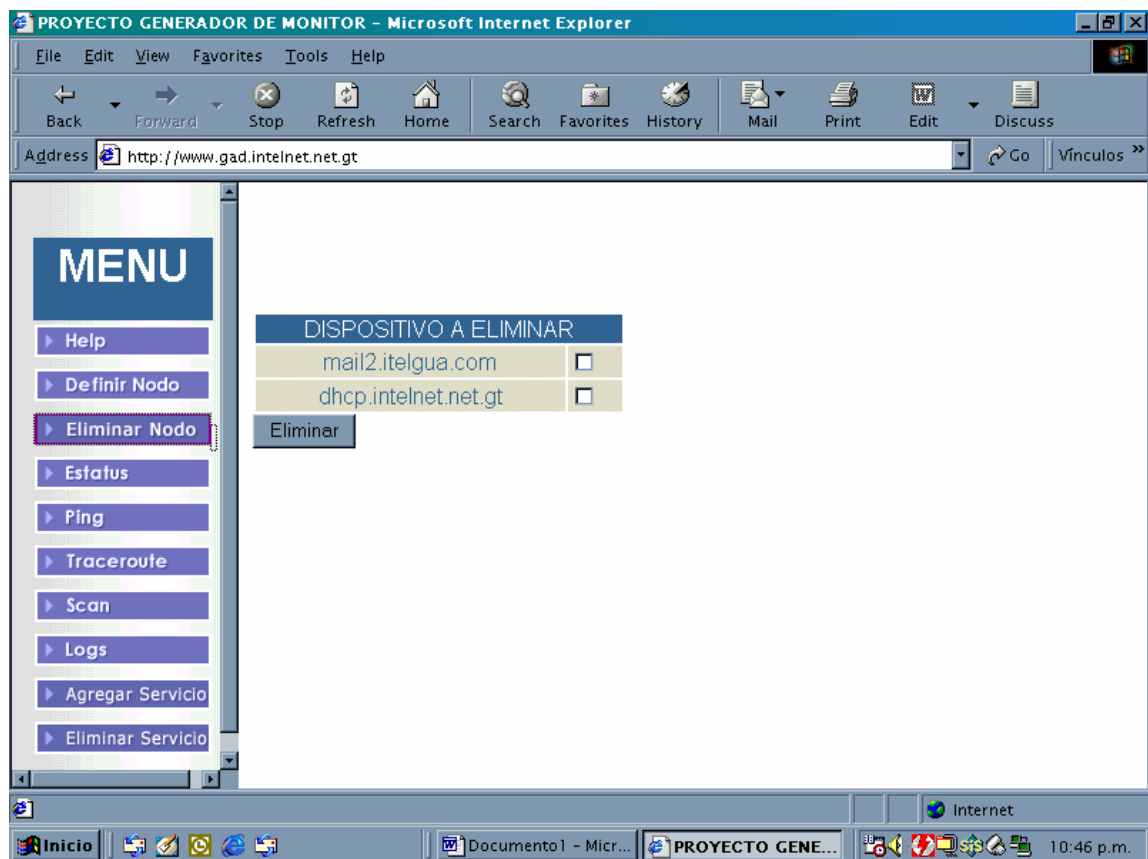 PROYECTO GENERADOR DE MONITOR - Microsoft Internet Explorer
File Edit View Favorites Tools Help
Back Forward Stop Refresh Home Search Favorites History Mail Print Edit Discuss
Address http://www.gad.intelnet.net.gt Go Vínculos »
MENU
Help
Definir Nodo
Eliminar Nodo
Estatus
Ping
Traceroute
Scan
Logs
Agregar Servicio
Eliminar Servicio
DISPOSITIVO A ELIMINAR
mail2.itelgua.com
dhcp.intelnet.net.gt
Eliminar
Internet
Inicio Documento1 - Micr... PROYECTO GENE... 10:46 p.m.